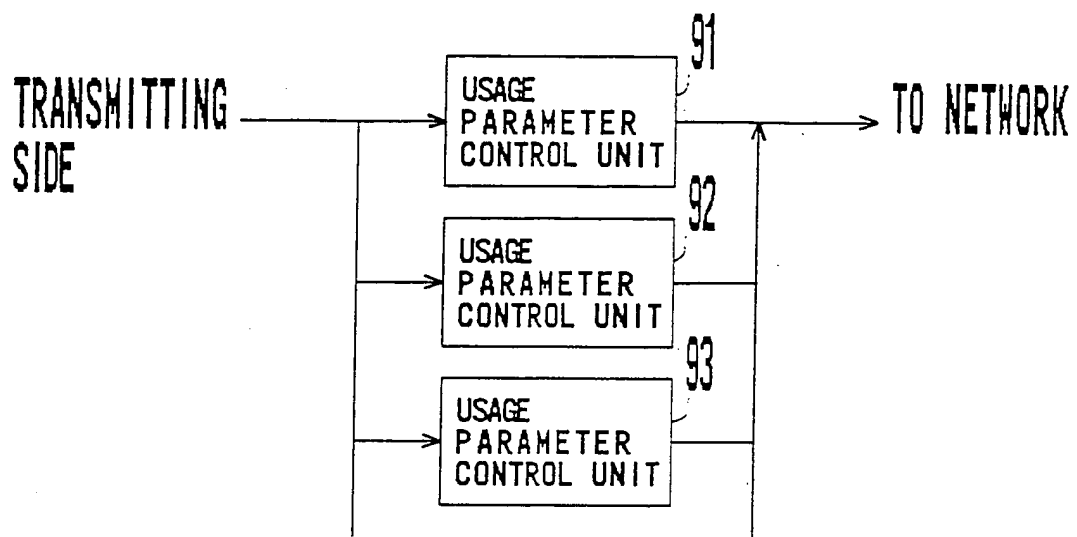 TRANSMITTING
SIDE
91
USAGE
PARAMETER
CONTROL UNIT
TO NETWORK
92
USAGE
PARAMETER
CONTROL UNIT
93
USAGE
PARAMETER
CONTROL UNIT